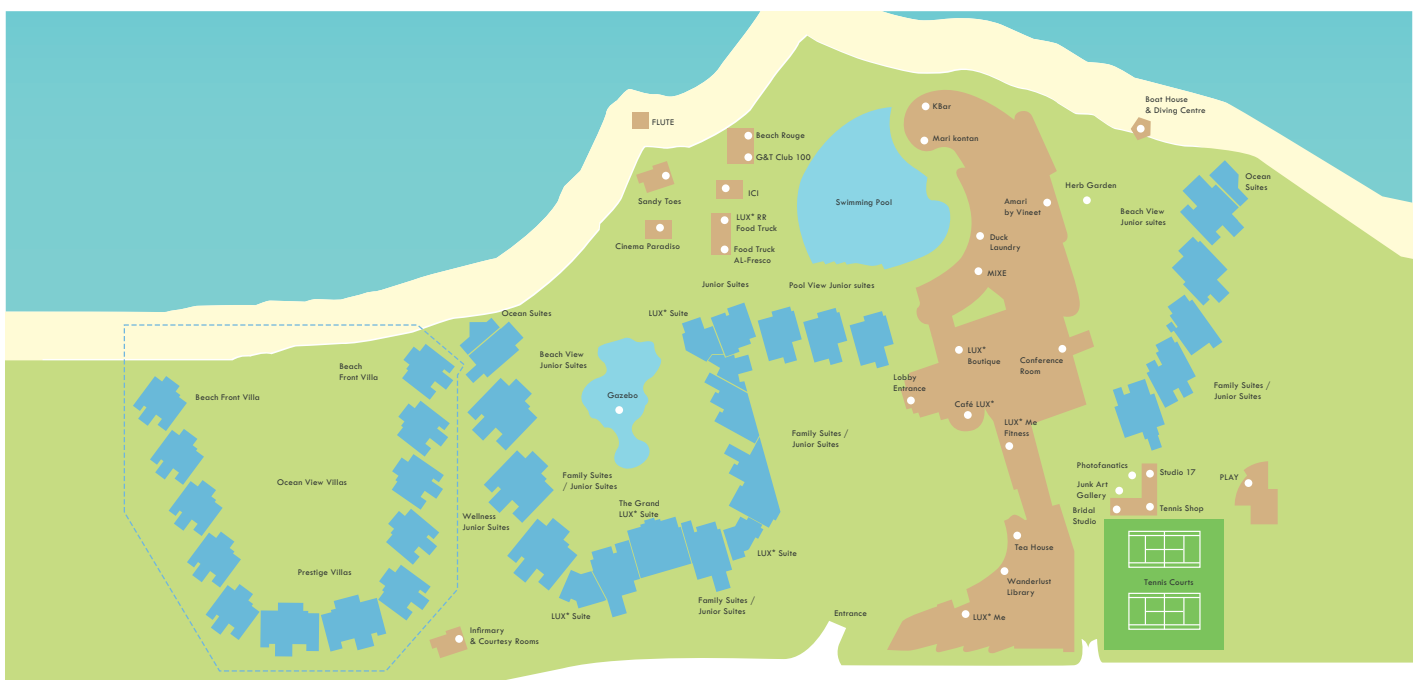 Boat House
& Diving Centre
KBar
FLUTE
Beach Rouge
Mari konton
G&T Club 100
Ocean
Suites
Herb Garden
ICI
Sandy Toes
Swimming Pool
Amari
by Vineet
Beach View
Junior suites
LUX* RR
Food Truck
Cinema Paradiso
Duck
Laundry
Food Truck
AL-Fresco
MIXE
Junior Suites
Pool View Junior suites
Ocean Suites
LUX* Suite
Beach View
Junior Suites
LUX*
Boutique
Conference
Room
Beach
Front Villa
Lobby
Entrance
Family Suites /
Junior Suites
Beach Front Villa
Gazebo
Café LUX*
LUX* Me
Fitness
Family Suites /
Junior Suites
Photofanatics
Studio 17
PLAY
Family Suites
/ Junior Suites
Ocean View Villas
Junk Art
Gallery
The Grand
LUX* Suite
Bridal
Studio
Tennis Shop
Wellness
Junior Suites
Tea House
LUX* Suite
Prestige Villas
Tennis Courts
Wanderlust
Library
Family Suites /
Junior Suites
LUX* Suite
Entrance
LUX* Me
Infirmary
& Courtesy Rooms